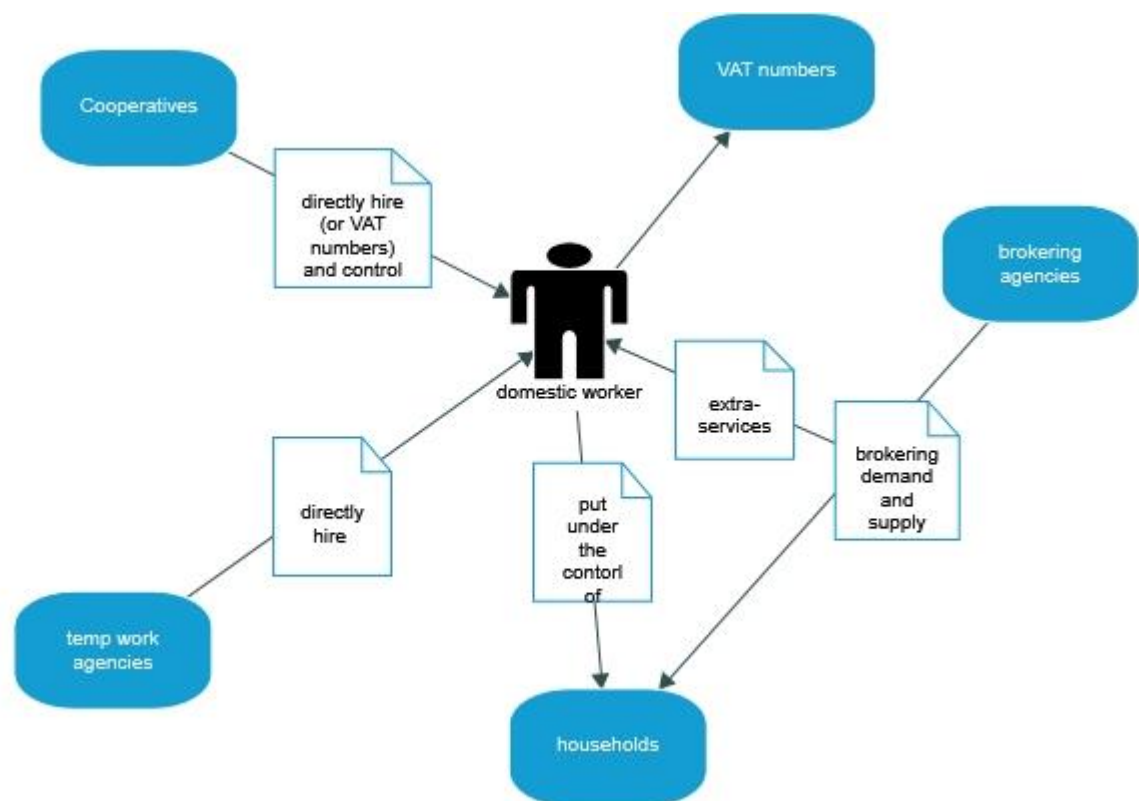 Cooperatives
VAT numbers
directly hire
(or VAT
numbers)
and control
brokering
agencies
domestic worker
extra-
services
brokering
demand
and
supply
directly
hire
put
under
the
contorl
of
temp work
agencies
households